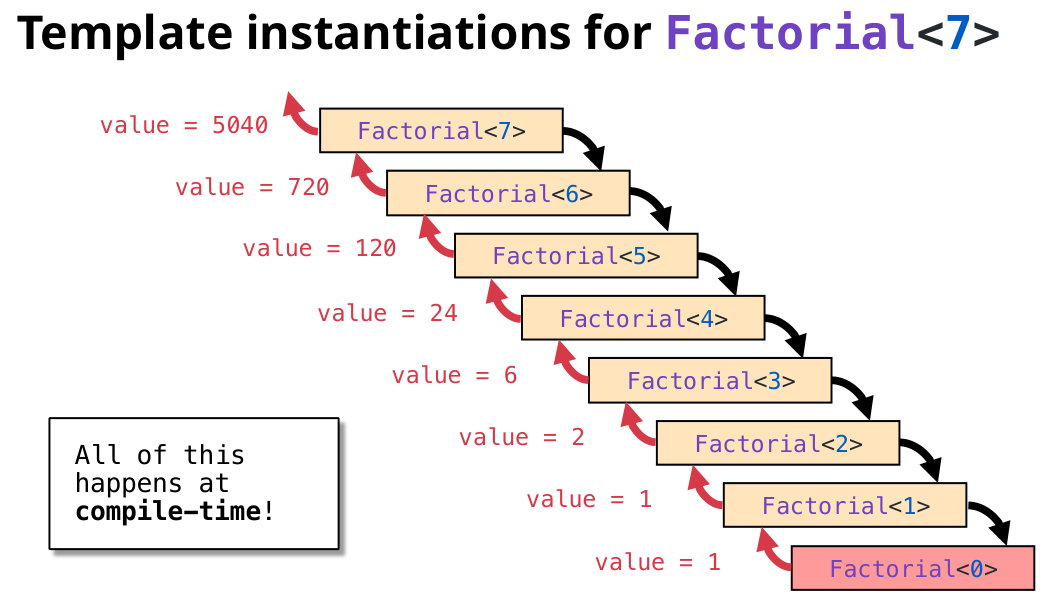 Template instantiations for Factorial<7>
value = 5040
Factorial<7>
value = 720
Factorial<6>
value = 120
Factorial<5>
value = 24
Factorial<4>
value = 6
Factorial<3>
value = 2
Factorial<2>
value = 1
Factorial<1>
value = 1
Factorial<0>
All of this
happens at
compile–time!